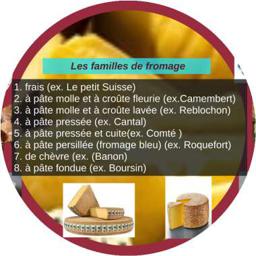 Les familles de fromage
1. frais (ex. Le petit Suisse)
2. à pâte molle et à croûte fleurie (ex.Camembert)
3. à pâte molle et à croûte lavée (ex. Reblochon)
4. à pâte pressée (ex. Cantal)
5. à pâte pressée et cuite(ex. Comté )
6. à pâte persillée (fromage bleu) (ex. Roquefort)
7. de chèvre (ex. (Banon)
8. à pâte fondue (ex. Boursin)